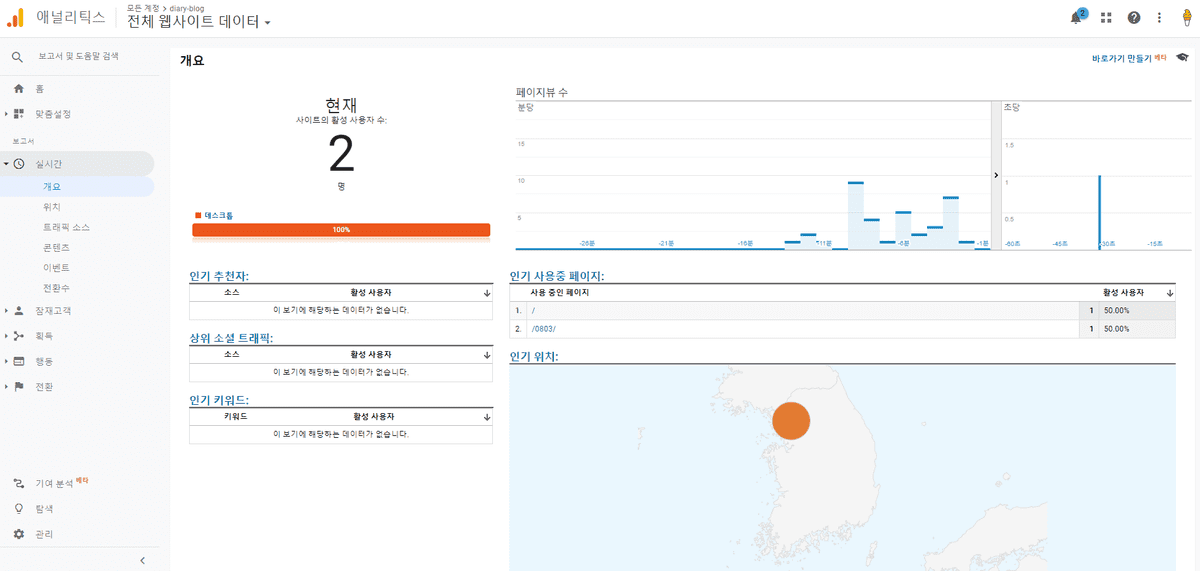 애널리틱스
모든 계정 > diary-blog
전체 웹사이트 데이터
2
보고서 및 도움말 검색
홈
맞춤설정
보고서
실시간
개요
위치
트래픽 소스
콘텐츠
이벤트
전환수
잠재고객
획득
행동
전환
기여 분석 베타
탐색
관리
개요
바로가기 만들기 베타
현재
사이트의 활성 사용자 수:
2
명
데스크톱
100%
페이지뷰 수
분당
15
10
5
-26분
-21분
-16분
-11분
-6분
-1분
초당
1.5
1
0.5
-60초
-45초
-30초
-15초
인기 추천자:
소스 활성 사용자
이 보기에 해당하는 데이터가 없습니다.
상위 소셜 트래픽:
소스 활성 사용자
이 보기에 해당하는 데이터가 없습니다.
인기 키워드:
키워드 활성 사용자
이 보기에 해당하는 데이터가 없습니다.
인기 사용중 페이지:
사용 중인 페이지 활성 사용자
1. / 1 50.00%
2. /0803/ 1 50.00%
인기 위치: